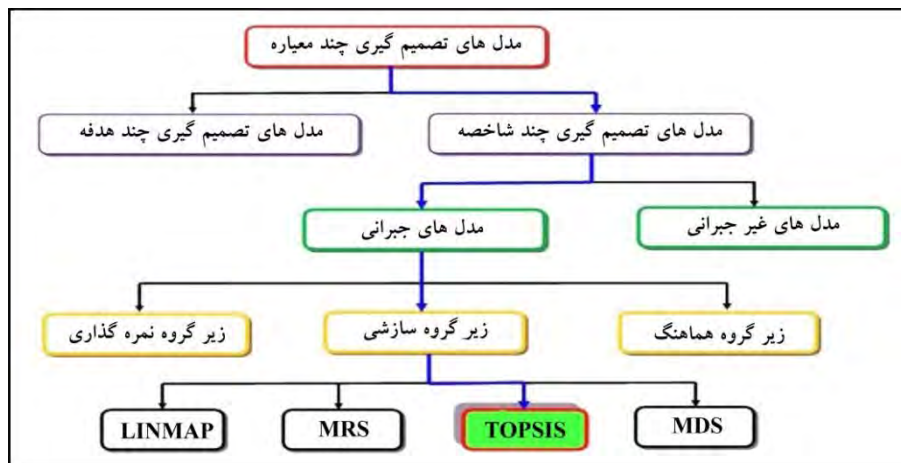 مدل های تصمیم گیری چند معیاره
مدل های تصمیم گیری چند شاخصه
مدل های تصمیم گیری چند هدفه
مدل های غیر جبرانی
مدل های جبرانی
زیر گروه هماهنگ
زیر گروه سازشی
زیر گروه نمره گذاری
MDS
TOPSIS
MRS
LINMAP